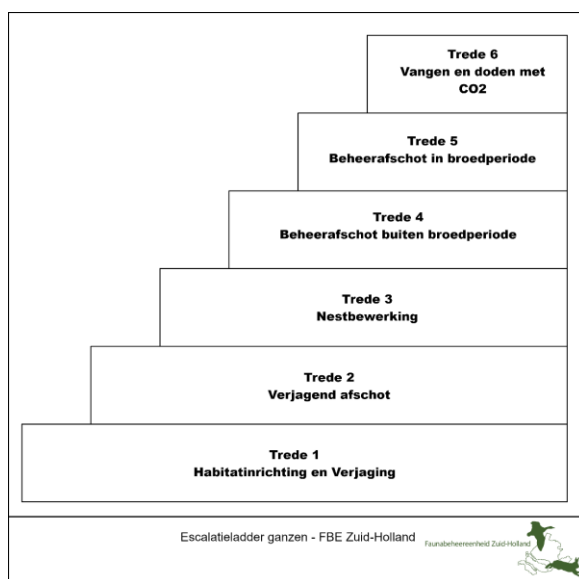 Trede 6
Vangen en doden met
CO2
Trede 5
Beheerafschot in broedperiode
Trede 4
Beheerafschot buiten broedperiode
Trede 3
Nestbewerking
Trede 2
Verjagend afschot
Trede 1
Habitatinrichting en Verjaging
Escalatieladder ganzen - FBE Zuid-Holland
Faunabeheereenheid Zuid-Holland